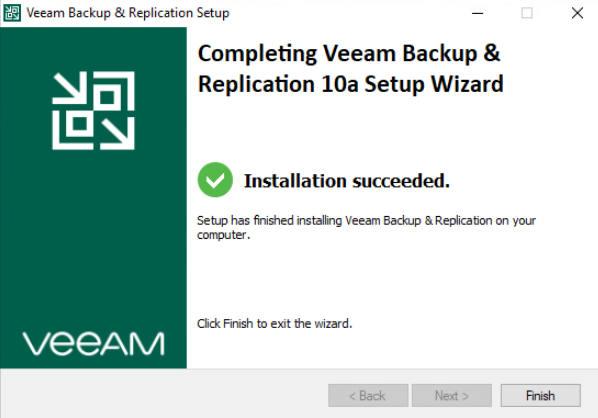 Veeam Backup & Replication Setup
Completing Veeam Backup &
Replication 10a Setup Wizard
Installation succeeded.
Setup has finished installing Veeam Backup & Replication on your
computer.
Click Finish to exit the wizard.
veeAM
< Back Next > Finish